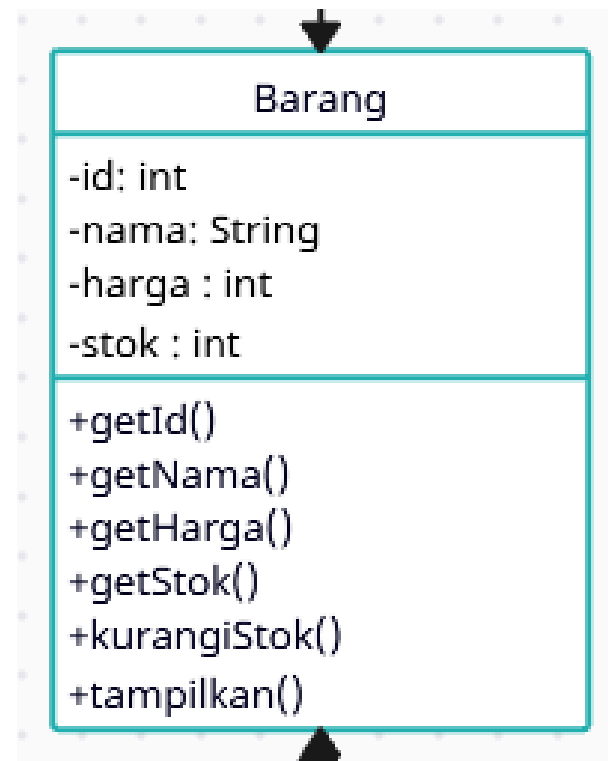 Barang
-id: int
-nama: String
-harga : int
-stok : int
+getId()
+getNama()
+getHarga()
+getStok()
+kurangiStok()
+tampilkan()